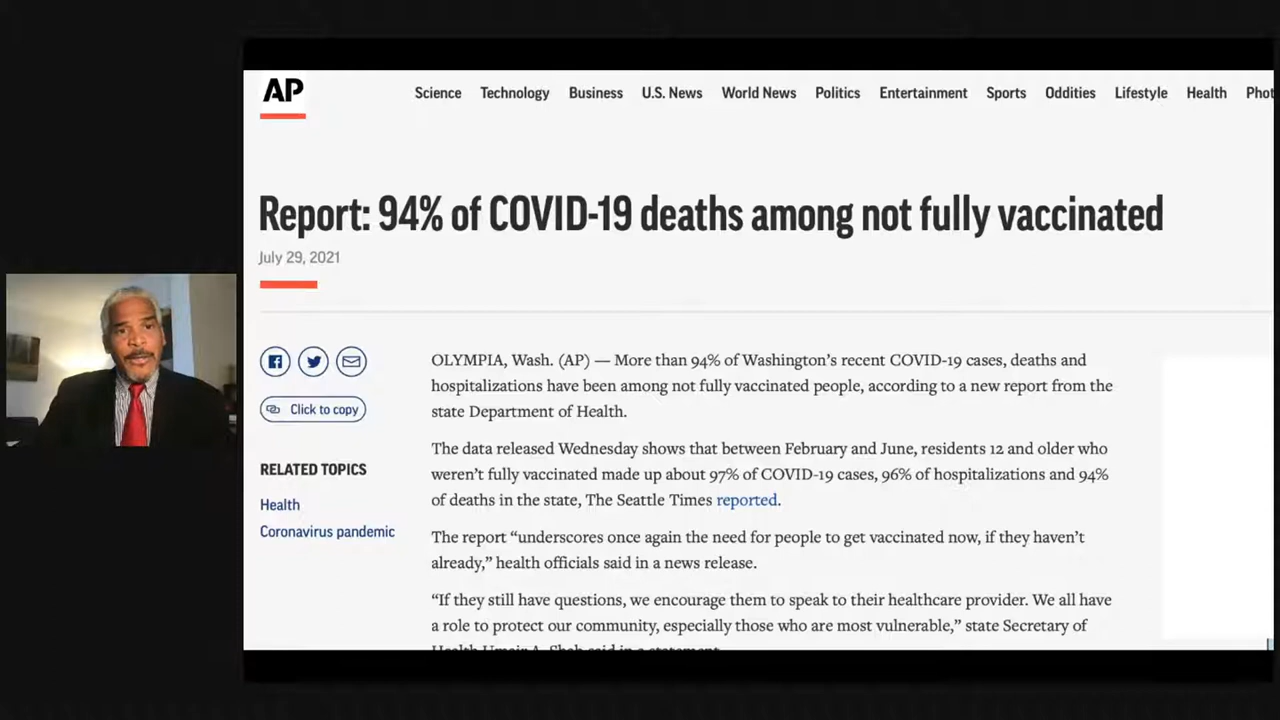 AP
Science Technology Business U.S. News World News Politics Entertainment Sports Oddities Lifestyle Health Phot
Report: 94% of COVID-19 deaths among not fully vaccinated
July 29, 2021
Click to copy
RELATED TOPICS
Health
Coronavirus pandemic
OLYMPIA, Wash. (AP) — More than 94% of Washington’s recent COVID-19 cases, deaths and
hospitalizations have been among not fully vaccinated people, according to a new report from the
state Department of Health.
The data released Wednesday shows that between February and June, residents 12 and older who
weren’t fully vaccinated made up about 97% of COVID-19 cases, 96% of hospitalizations and 94%
of deaths in the state, The Seattle Times reported.
The report “underscores once again the need for people to get vaccinated now, if they haven’t
already,” health officials said in a news release.
“If they still have questions, we encourage them to speak to their healthcare provider. We all have
a role to protect our community, especially those who are most vulnerable,” state Secretary of
Health Umair A. Shah said in a statement.